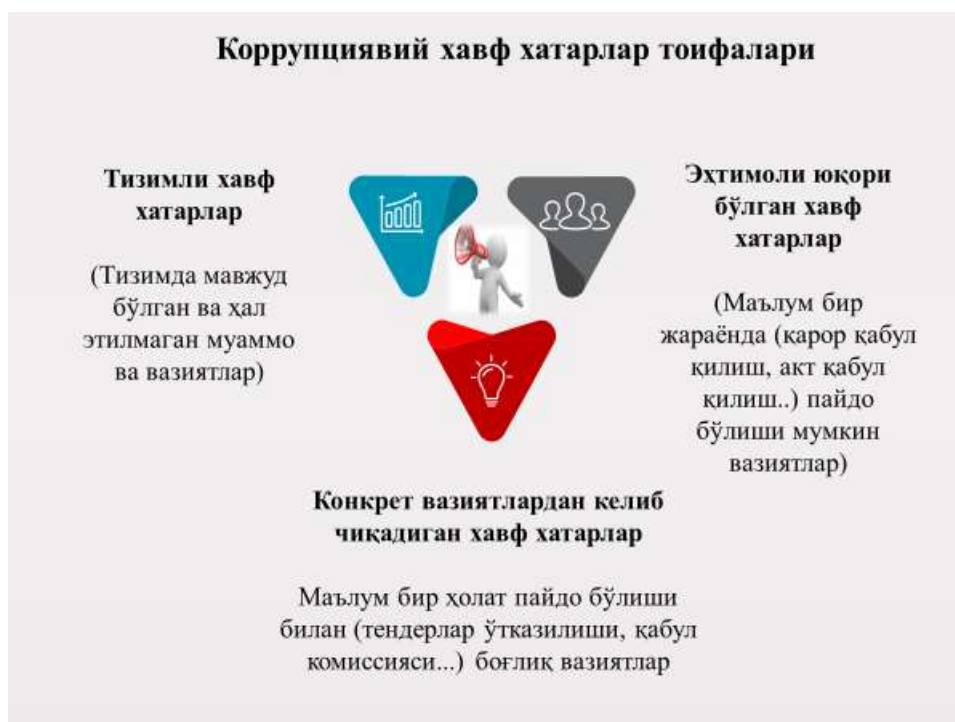 Коррупциявий хавф хатарлар тоифалари
Тизимли хавф
хатарлар
(Тизимда мавжуд
бўлган ва ҳал
этилмаган муаммо
ва вазиятлар)
Эҳтимоли юқори
бўлган хавф
хатарлар
(Маълум бир
жараёнда (қарор қабул
қилиш, акт қабул
қилиш..) пайдо
бўлиши мумкин
вазиятлар)
Конкрет вазиятлардан келиб
чиқадиган хавф хатарлар
Маълум бир ҳолат пайдо бўлиши
билан (тендерлар ўтказилиши, қабул
комиссияси...) боғлиқ вазиятлар